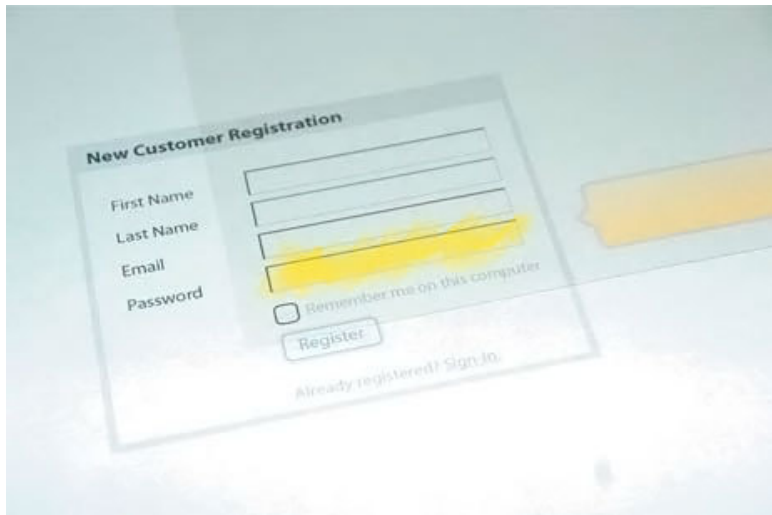 New Customer Registration
First Name
Last Name
Email
Password
Remember me on this computer
Register
Already registered? Sign-In.